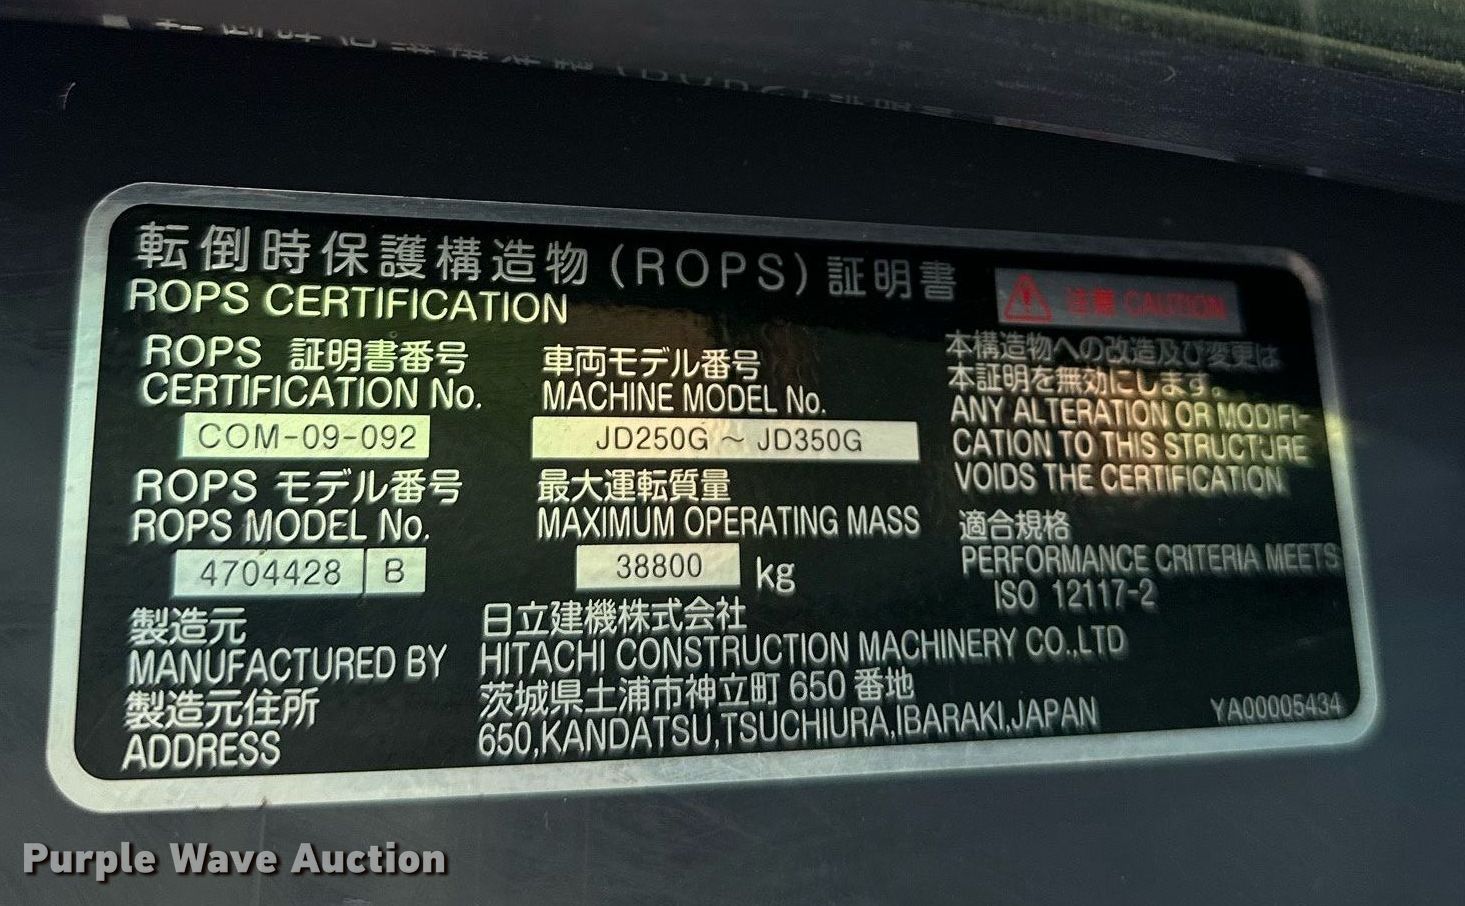 転倒時保護構造物(ROPS)証明書
ROPS CERTIFICATION
注意 CAUTION
ROPS 証明書番号
CERTIFICATION No.
COM-09-092
車両モデル番号
MACHINE MODEL No.
JD250G ~ JD350G
ROPS モデル番号
ROPS MODEL No.
4704428 B
最大運転質量
MAXIMUM OPERATING MASS
38800 kg
本構造物への改造及び変更は
本証明を無効にします。
ANY ALTERATION OR MODIFI-
CATION TO THIS STRUCTURE
VOIDS THE CERTIFICATION
適合規格
PERFORMANCE CRITERIA MEETS
ISO 12117-2
製造元
MANUFACTURED BY
日立建機株式会社
HITACHI CONSTRUCTION MACHINERY CO.,LTD
製造元住所
ADDRESS
茨城県土浦市神立町 650 番地
650,KANDATSU,TSUCHIURA,IBARAKI,JAPAN
YA00005434
Purple Wave Auction